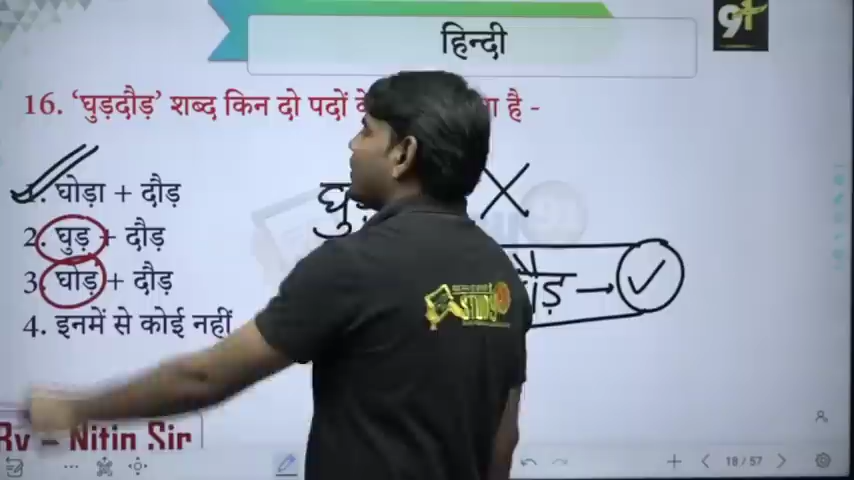 हिन्दी
16. 'घुड़दौड़' शब्द किन दो पदों है -
1. घोड़ा + दौड़
2. घुड़ + दौड़
3. घोड़ + दौड़
4. इनमें से कोई नहीं
By - Nitin Sir
18 / 57